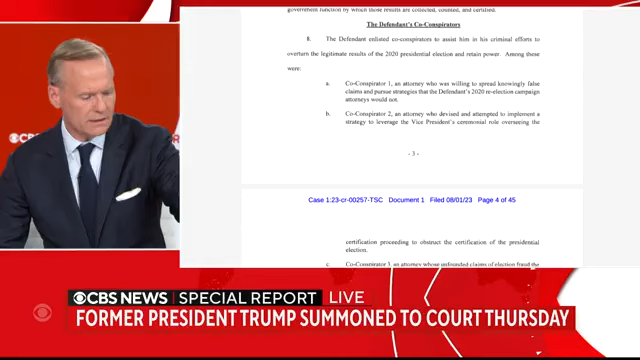 government function by which those results are collected, counted, and certified.
The Defendant's Co-Conspirators
8. The Defendant enlisted co-conspirators to assist him in his criminal efforts to
overturn the legitimate results of the 2020 presidential election and retain power. Among these
were:
a. Co-Conspirator 1, an attorney who was willing to spread knowingly false
claims and pursue strategies that the Defendant's 2020 re-election campaign
attorneys would not.
b. Co-Conspirator 2, an attorney who devised and attempted to implement a
strategy to leverage the Vice President's ceremonial role overseeing the
- 3 -
Case 1:23-cr-00257-TSC Document 1 Filed 08/01/23 Page 4 of 45
certification proceeding to obstruct the certification of the presidential
election.
c. Co-Conspirator 3, an attorney whose unfounded claims of election fraud the
CBS
CBS NEWS SPECIAL REPORT LIVE
FORMER PRESIDENT TRUMP SUMMONED TO COURT THURSDAY